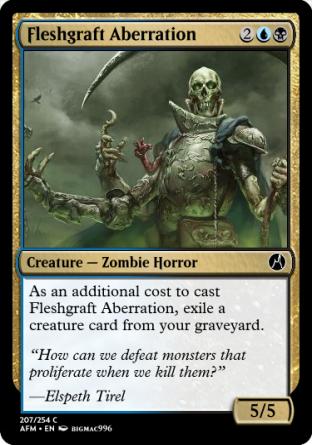 Fleshgraft Aberration 2
Creature — Zombie Horror
As an additional cost to cast
Fleshgraft Aberration, exile a
creature card from your graveyard.
“How can we defeat monsters that
proliferate when we kill them?”
—Elspeth Tirel
5/5
207/254 C
AFM • EN BIGMAC996